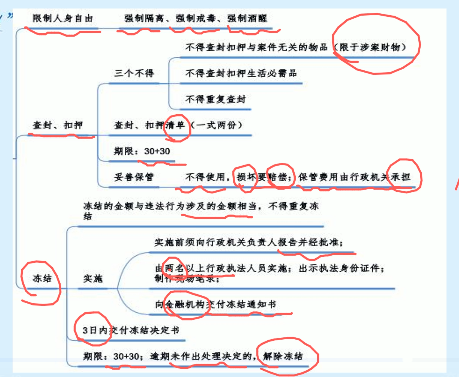 限制人身自由
强制隔离、强制戒毒、强制酒醒
不得查封扣押与案件无关的物品（限于涉案财物）
三个不得
不得查封扣押生活必需品
不得重复查封
查封、扣押
查封、扣押清单（一式两份）
期限：30+30
妥善保管
不得使用，损坏要赔偿；保管费用由行政机关承担
冻结的金额与违法行为涉及的金额相当，不得重复冻
结
实施前须向行政机关负责人报告并经批准；
冻结
实施
由两名以上行政执法人员实施；出示执法身份证件；
制作现场笔录；
向金融机构交付冻结通知书
3日内交付冻结决定书
期限：30+30；逾期未作出处理决定的，解除冻结